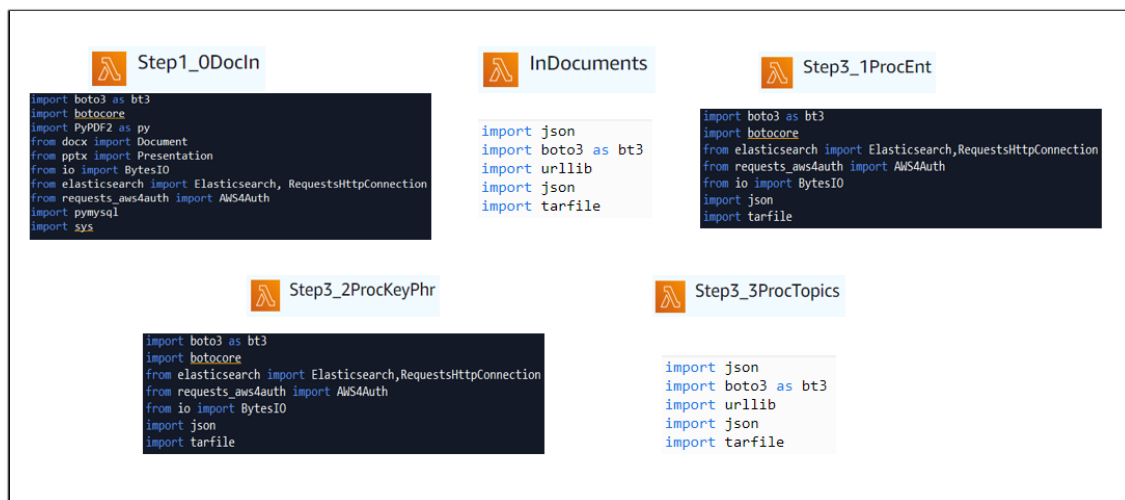 Step1_0DocIn
import boto3 as bt3
import botocore
import PyPDF2 as py
from docx import Document
from pptx import Presentation
from io import BytesIO
from elasticsearch import Elasticsearch, RequestsHttpConnection
from requests_aws4auth import AWS4Auth
import pymysql
import sys
InDocuments
import json
import boto3 as bt3
import urllib
import json
import tarfile
Step3_1ProcEnt
import boto3 as bt3
import botocore
from elasticsearch import Elasticsearch,RequestsHttpConnection
from requests_aws4auth import AWS4Auth
from io import BytesIO
import json
import tarfile
Step3_2ProcKeyPhr
import boto3 as bt3
import botocore
from elasticsearch import Elasticsearch,RequestsHttpConnection
from requests_aws4auth import AWS4Auth
from io import BytesIO
import json
import tarfile
Step3_3ProcTopics
import json
import boto3 as bt3
import urllib
import json
import tarfile